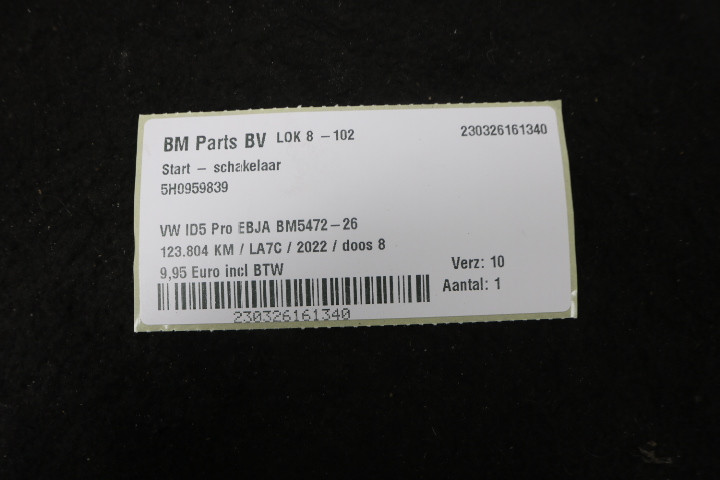 BM Parts BV LOK 8 - 102 230326161340
Start - schakelaar
5H0959839
VW ID5 Pro EBJA BM5472-26
123.804 KM / LA7C / 2022 / doos 8
9,95 Euro incl BTW
Verz: 10
Aantal: 1
230326161340